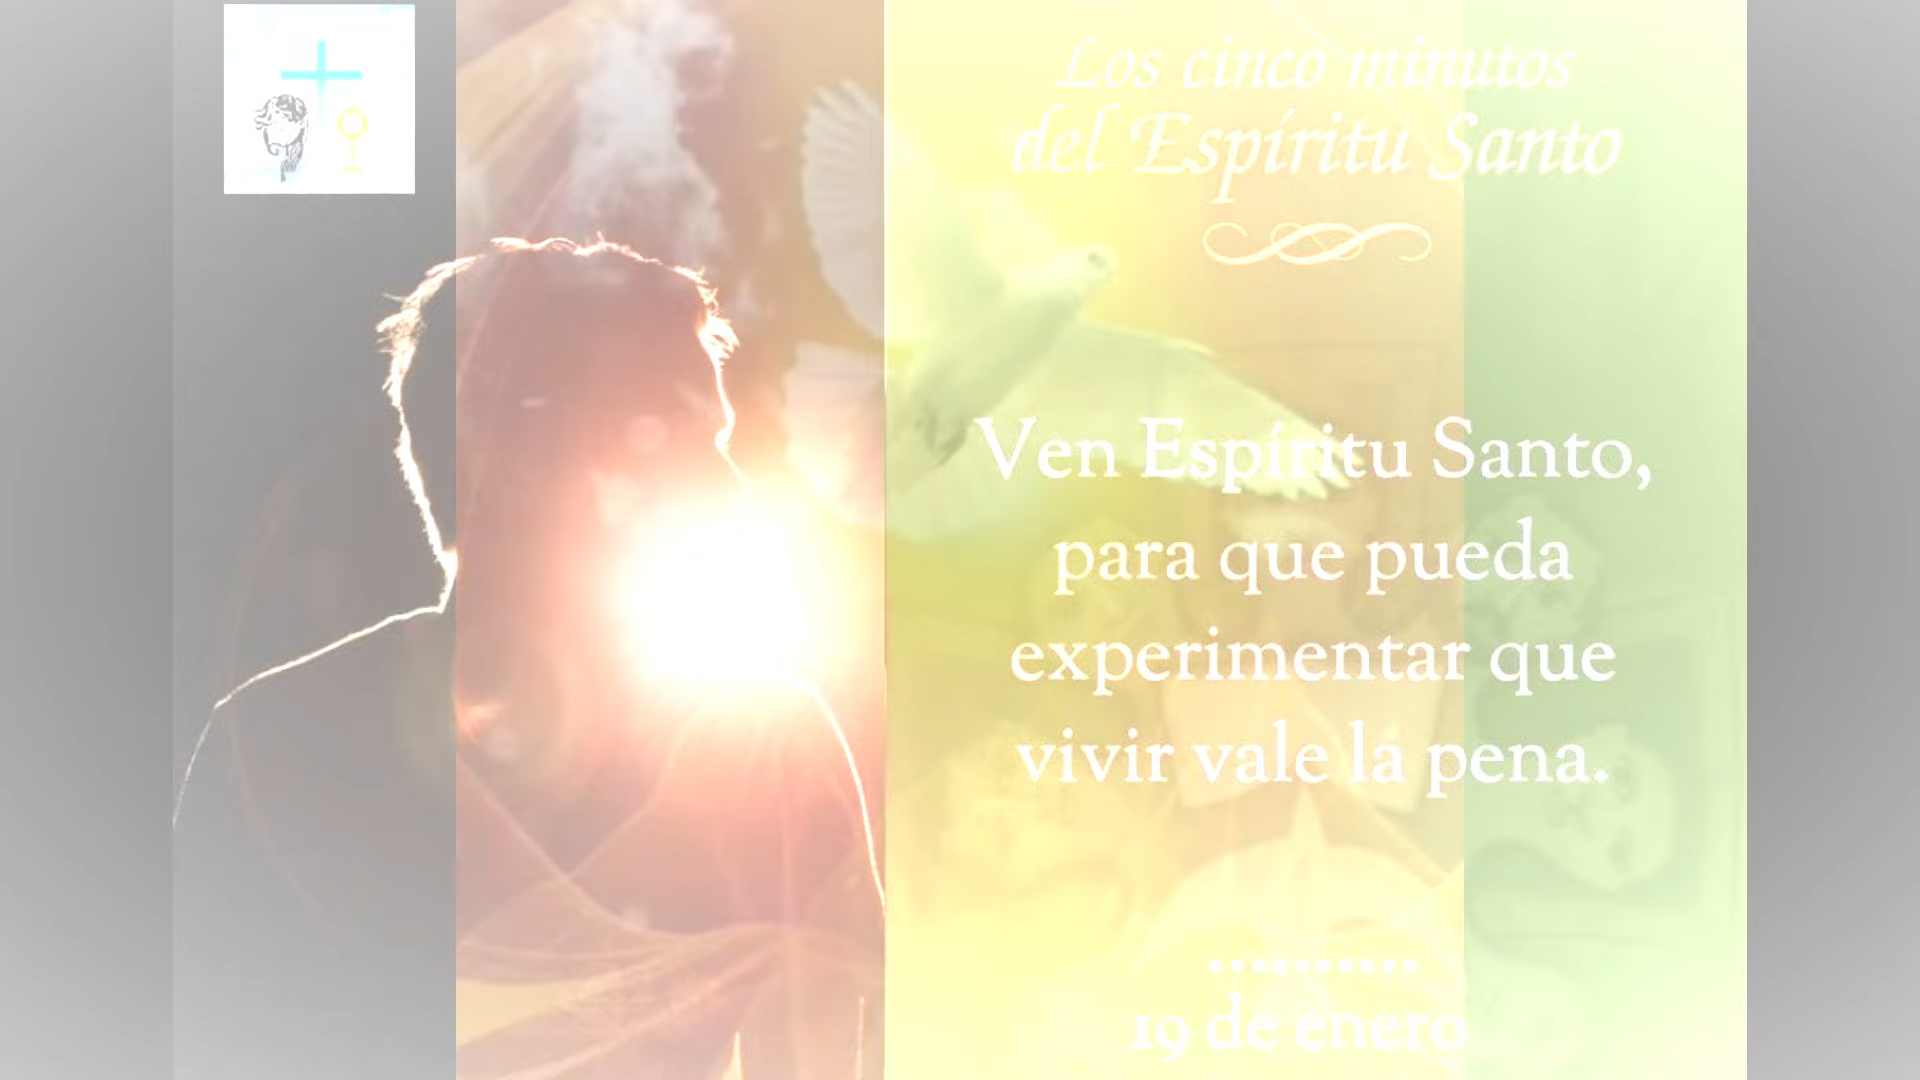 Los cinco minutos
del Espíritu Santo
Ven Espíritu Santo,
para que pueda
experimentar que
vivir vale la pena.
19 de enero